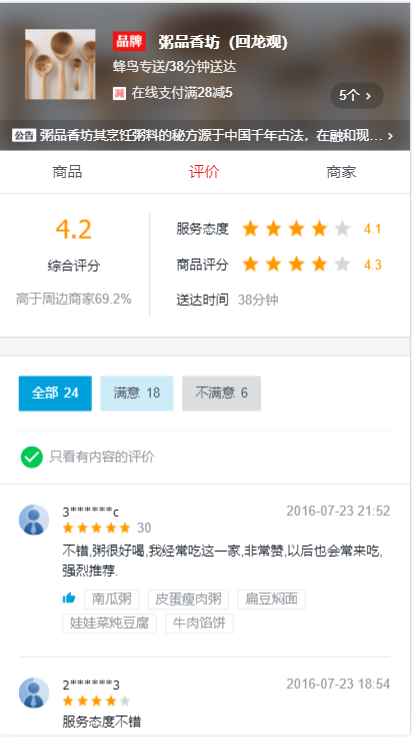 品牌 粥品香坊（回龙观）
蜂鸟专送/38分钟送达
减 在线支付满28减5
5个 >
公告 粥品香坊其烹饪粥料的秘方源于中国千年古法，在融和现... >
商品 评价 商家
4.2
综合评分
高于周边商家69.2%
服务态度 4.1
商品评分 4.3
送达时间 38分钟
全部 24 满意 18 不满意 6
只看有内容的评价
3******c 2016-07-23 21:52
30
不错,粥很好喝,我经常吃这一家,非常赞,以后也会常来吃,
强烈推荐.
南瓜粥 皮蛋瘦肉粥 扁豆焖面
娃娃菜炖豆腐 牛肉馅饼
2******3 2016-07-23 18:54
服务态度不错